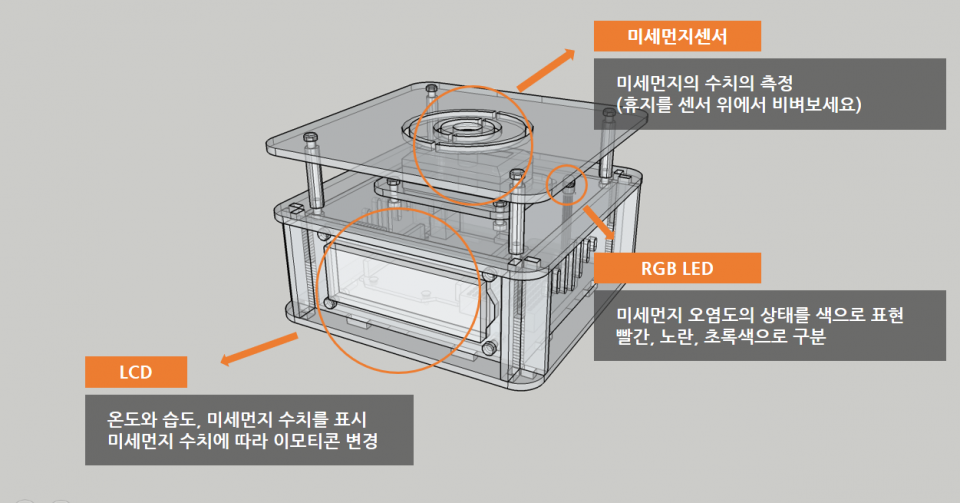 미세먼지센서
미세먼지의 수치의 측정
(휴지를 센서 위에서 비벼보세요)
RGB LED
미세먼지 오염도의 상태를 색으로 표현
빨간, 노란, 초록색으로 구분
LCD
온도와 습도, 미세먼지 수치를 표시
미세먼지 수치에 따라 이모티콘 변경